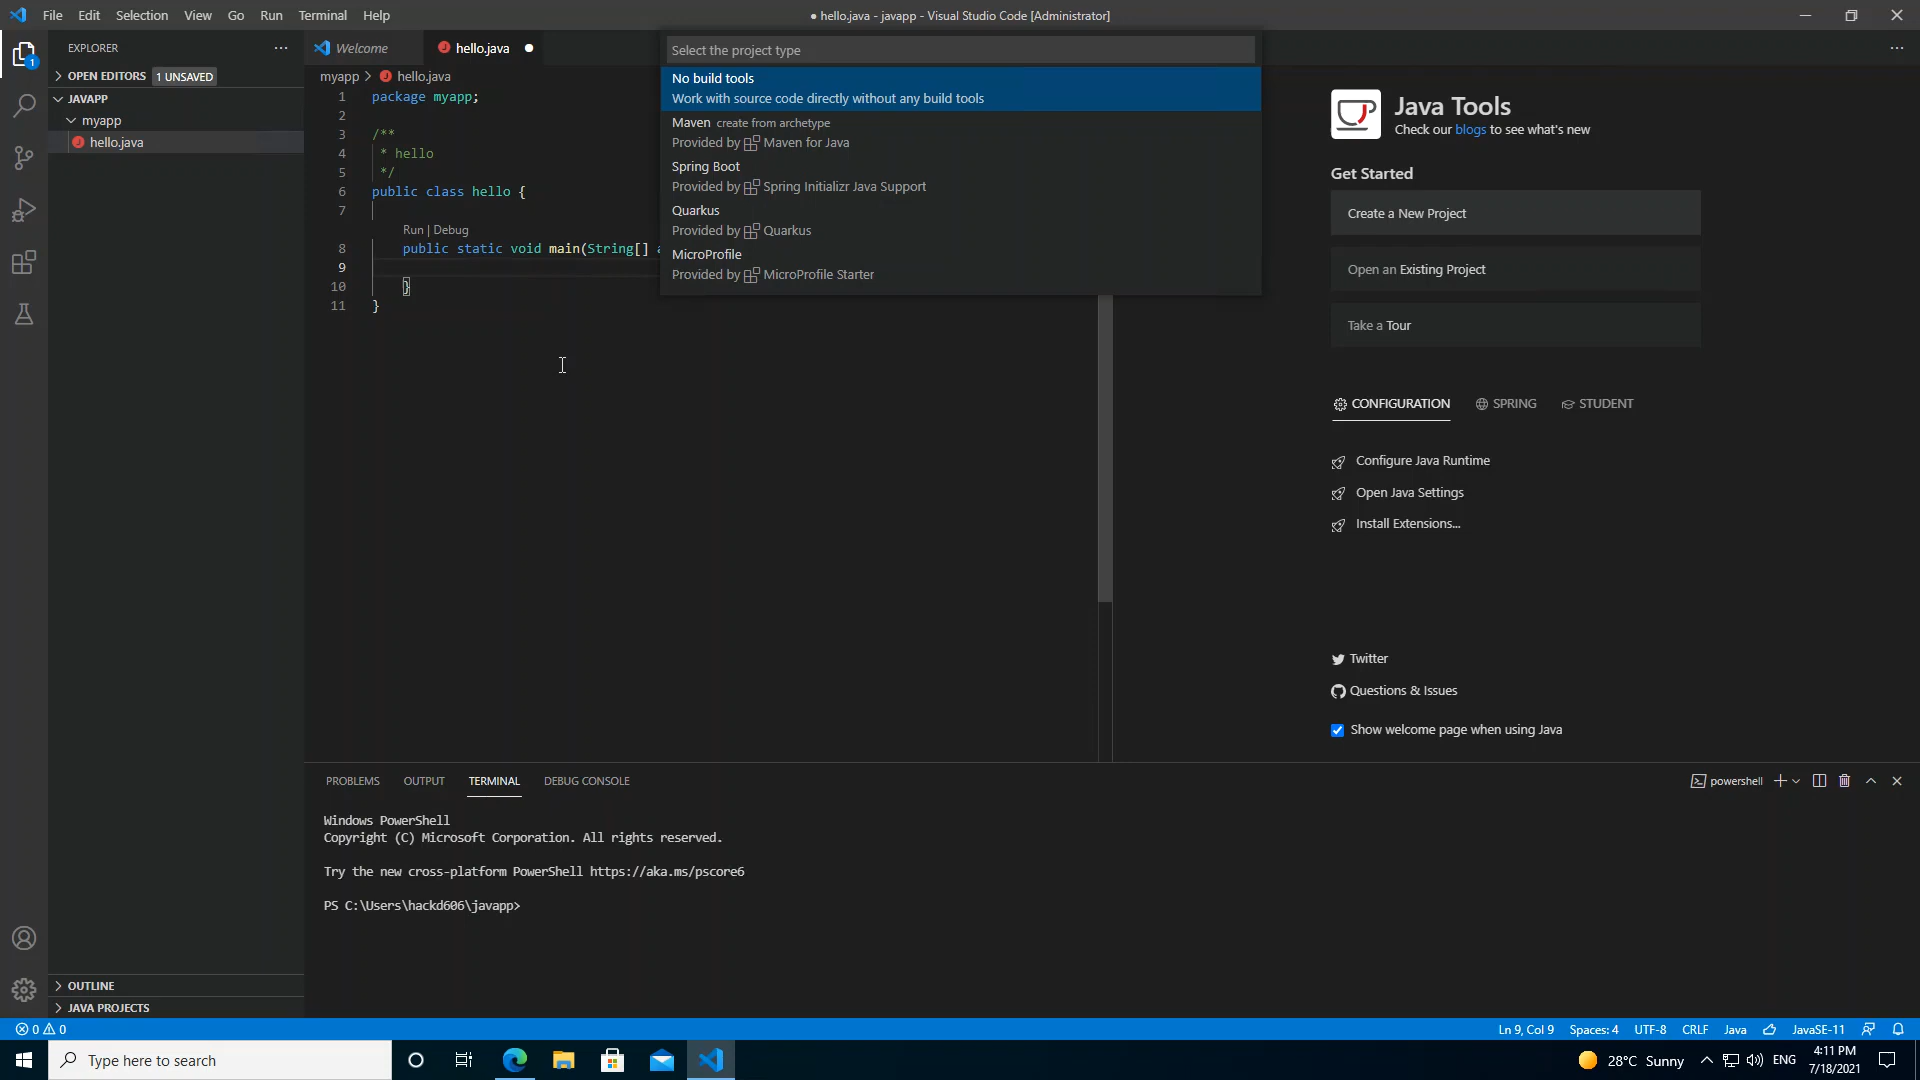 File Edit Selection View Go Run Terminal Help
● hello.java - javapp - Visual Studio Code [Administrator]
EXPLORER
1
OPEN EDITORS 1 UNSAVED
JAVAPP
myapp
hello.java
Welcome
hello.java
myapp > hello.java
1 package myapp;
2
3 /**
4 * hello
5 */
6 public class hello {
7
Run | Debug
8 public static void main(String[] a
9
10 }
11 }
Select the project type
No build tools
Work with source code directly without any build tools
Maven create from archetype
Provided by Maven for Java
Spring Boot
Provided by Spring Initializr Java Support
Quarkus
Provided by Quarkus
MicroProfile
Provided by MicroProfile Starter
Java Tools
Check our blogs to see what's new
Get Started
Create a New Project
Open an Existing Project
Take a Tour
CONFIGURATION SPRING STUDENT
Configure Java Runtime
Open Java Settings
Install Extensions...
Twitter
Questions & Issues
Show welcome page when using Java
PROBLEMS OUTPUT TERMINAL DEBUG CONSOLE
powershell
Windows PowerShell
Copyright (C) Microsoft Corporation. All rights reserved.
Try the new cross-platform PowerShell https://aka.ms/pscore6
PS C:\Users\hackd606\javapp>
OUTLINE
JAVA PROJECTS
0 0
Ln 9, Col 9 Spaces: 4 UTF-8 CRLF Java JavaSE-11
Type here to search
28°C Sunny
ENG
4:11 PM
7/18/2021